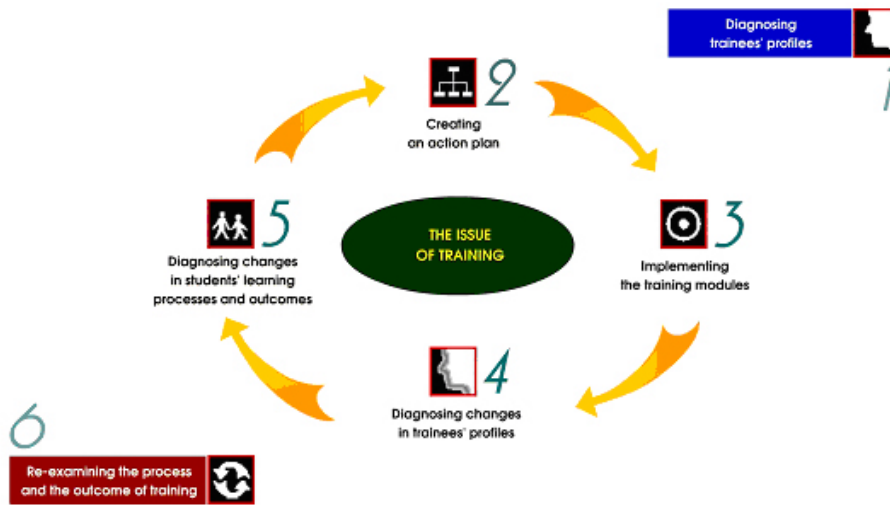 Diagnosing
trainees' profiles
1
2
Creating
an action plan
3
Implementing
the training modules
THE ISSUE
OF TRAINING
4
Diagnosing changes
in trainees' profiles
5
Diagnosing changes
in students' learning
processes and outcomes
6
Re-examining the process
and the outcome of training